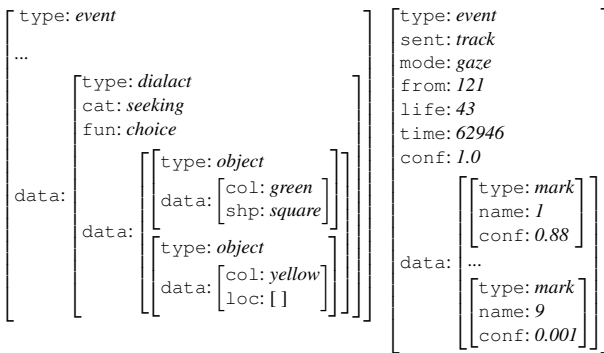 type: event
...
data:
type: dialact
cat: seeking
fun: choice
data:
type: object
data:
col: green
shp: square
type: object
data:
col: yellow
loc: [ ]
type: event
sent: track
mode: gaze
from: 121
life: 43
time: 62946
conf: 1.0
data:
type: mark
name: 1
conf: 0.88
...
type: mark
name: 9
conf: 0.001